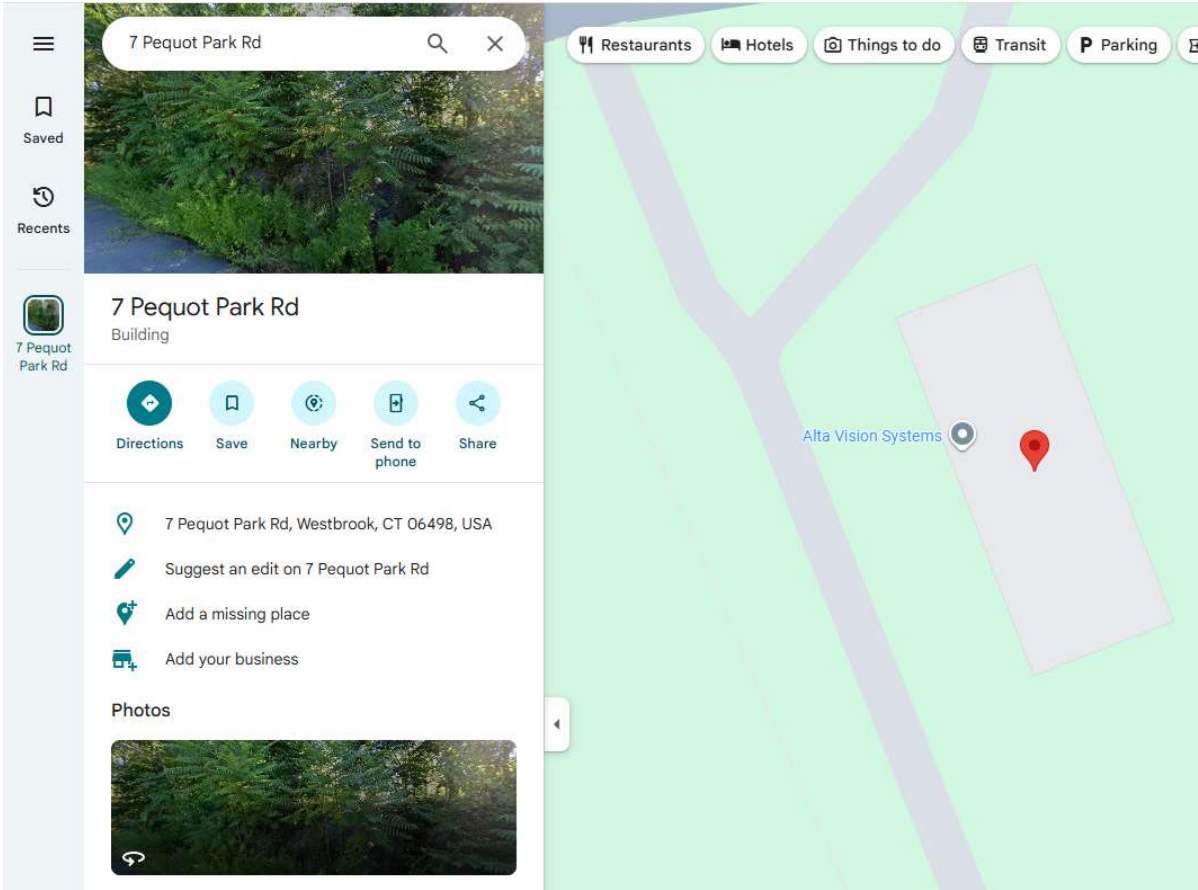 7 Pequot Park Rd
Restaurants
Hotels
Things to do
Transit
P Parking
Saved
Recents
7 Pequot
Park Rd
7 Pequot Park Rd
Building
Directions
Save
Nearby
Send to
phone
Share
7 Pequot Park Rd, Westbrook, CT 06498, USA
Suggest an edit on 7 Pequot Park Rd
Add a missing place
Add your business
Photos
Alta Vision Systems